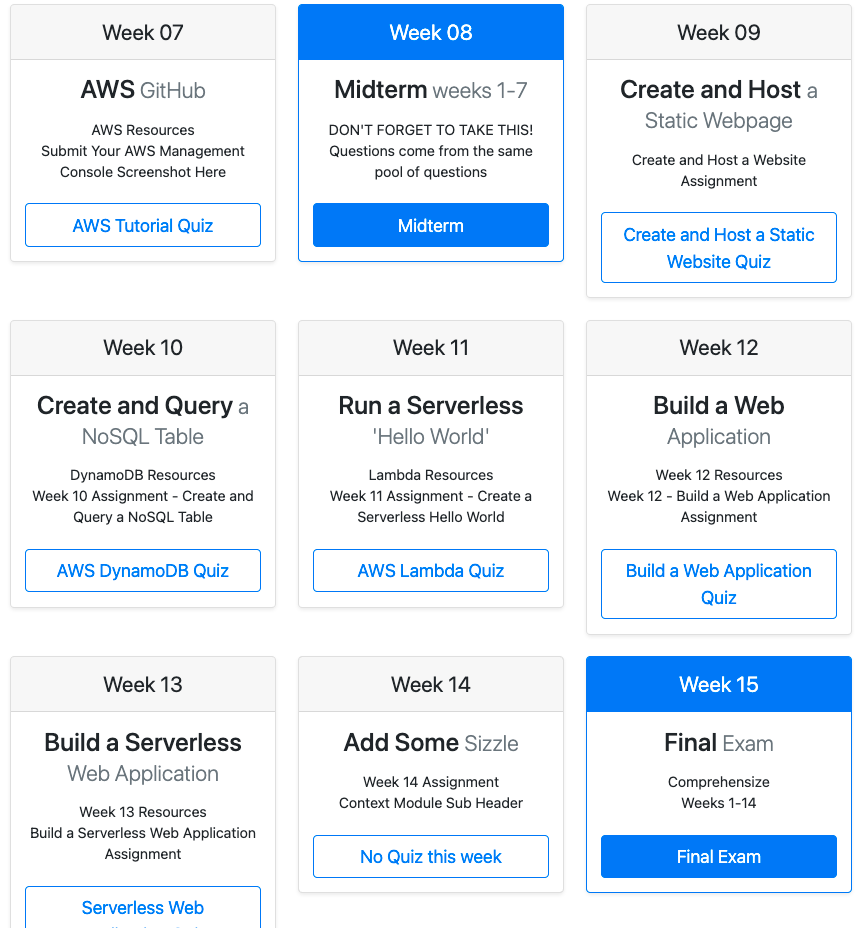 Week 07
AWS GitHub
AWS Resources
Submit Your AWS Management
Console Screenshot Here
AWS Tutorial Quiz
Week 08
Midterm weeks 1-7
DON'T FORGET TO TAKE THIS!
Questions come from the same
pool of questions
Midterm
Week 09
Create and Host a
Static Webpage
Create and Host a Website
Assignment
Create and Host a Static
Website Quiz
Week 10
Create and Query a
NoSQL Table
DynamoDB Resources
Week 10 Assignment - Create and
Query a NoSQL Table
AWS DynamoDB Quiz
Week 11
Run a Serverless
'Hello World'
Lambda Resources
Week 11 Assignment - Create a
Serverless Hello World
AWS Lambda Quiz
Week 12
Build a Web
Application
Week 12 Resources
Week 12 - Build a Web Application
Assignment
Build a Web Application
Quiz
Week 13
Build a Serverless
Web Application
Week 13 Resources
Build a Serverless Web Application
Assignment
Serverless Web
Week 14
Add Some Sizzle
Week 14 Assignment
Context Module Sub Header
No Quiz this week
Week 15
Final Exam
Comprehensize
Weeks 1-14
Final Exam